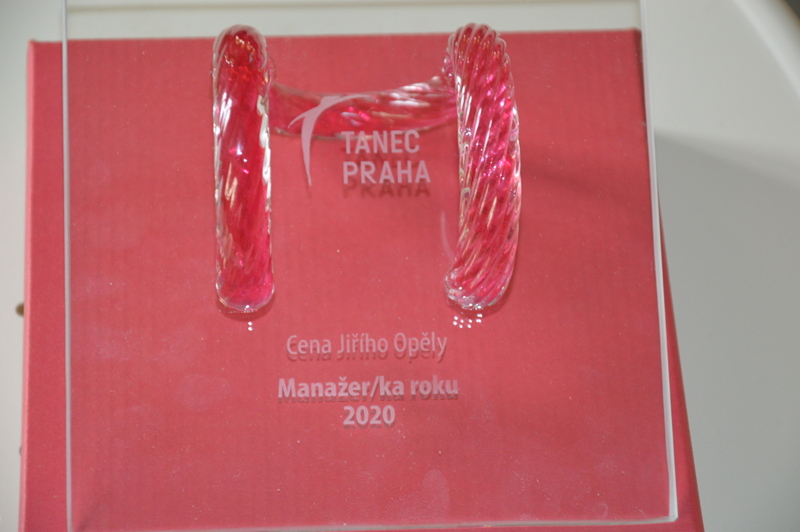 TANEC
PRAHA
Cena Jiřího Opěly
Manažer/ka roku
2020